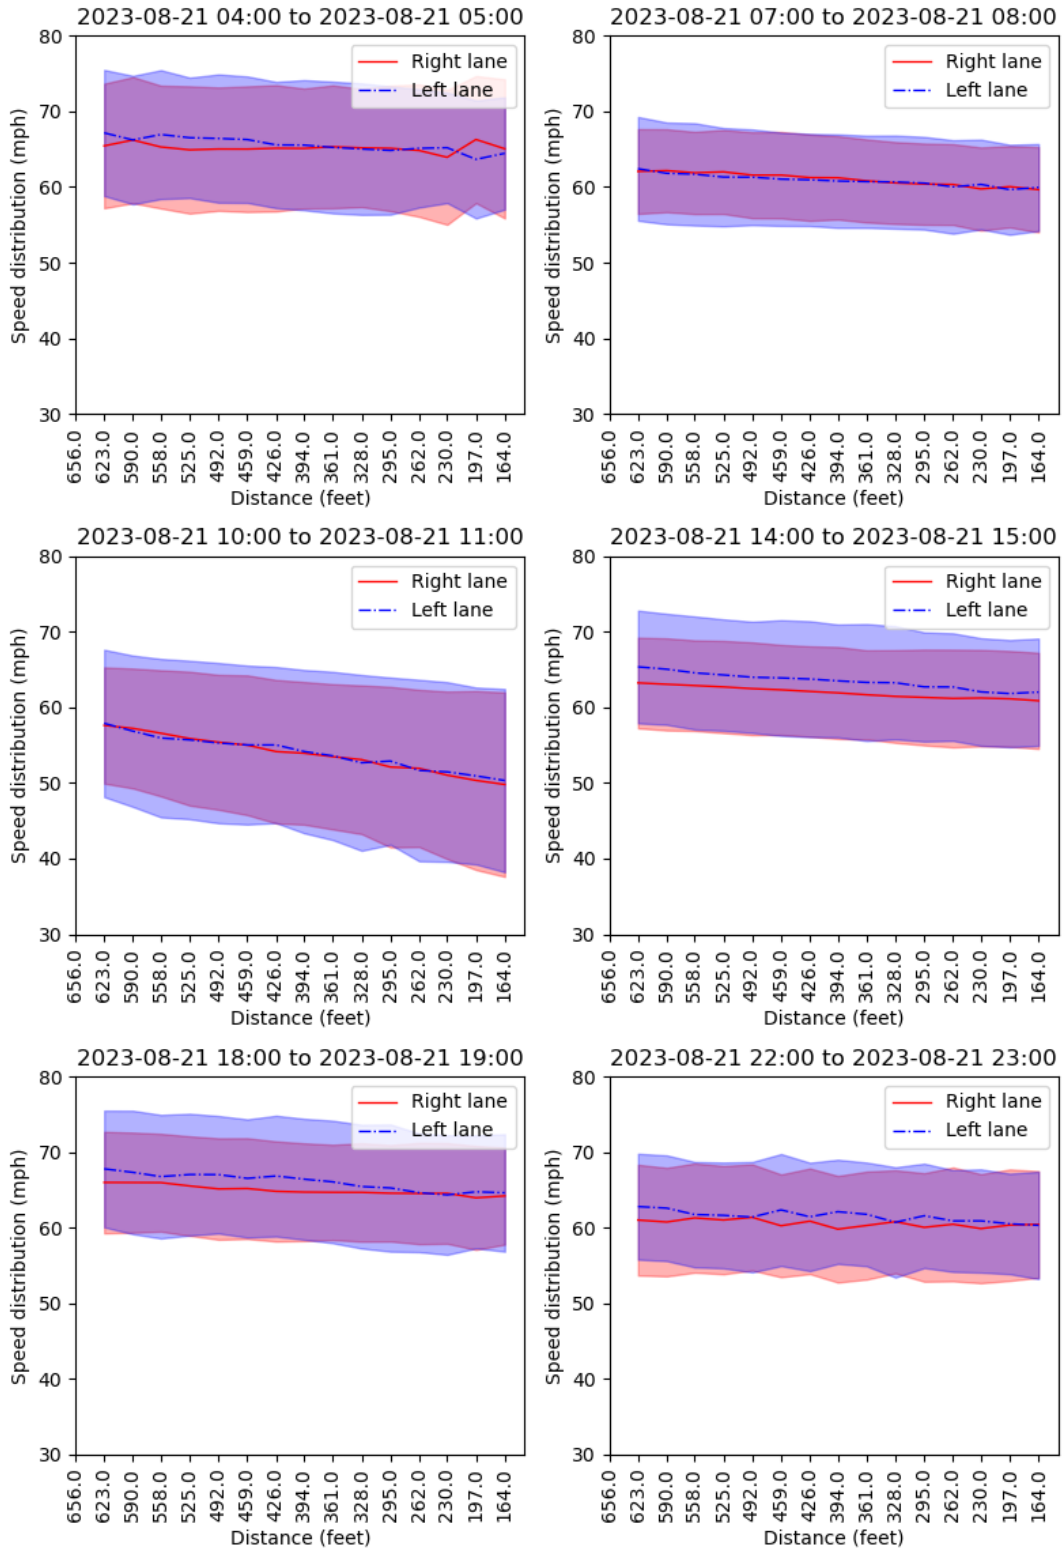 2023-08-21 04:00 to 2023-08-21 05:00
Speed distribution (mph)
80
70
60
50
40
30
Right lane
Left lane
656.0 623.0 590.0 558.0 525.0 492.0 459.0 426.0 394.0 361.0 328.0 295.0 262.0 230.0 197.0 164.0
Distance (feet)
2023-08-21 07:00 to 2023-08-21 08:00
Speed distribution (mph)
80
70
60
50
40
30
Right lane
Left lane
656.0 623.0 590.0 558.0 525.0 492.0 459.0 426.0 394.0 361.0 328.0 295.0 262.0 230.0 197.0 164.0
Distance (feet)
2023-08-21 10:00 to 2023-08-21 11:00
Speed distribution (mph)
80
70
60
50
40
30
Right lane
Left lane
656.0 623.0 590.0 558.0 525.0 492.0 459.0 426.0 394.0 361.0 328.0 295.0 262.0 230.0 197.0 164.0
Distance (feet)
2023-08-21 14:00 to 2023-08-21 15:00
Speed distribution (mph)
80
70
60
50
40
30
Right lane
Left lane
656.0 623.0 590.0 558.0 525.0 492.0 459.0 426.0 394.0 361.0 328.0 295.0 262.0 230.0 197.0 164.0
Distance (feet)
2023-08-21 18:00 to 2023-08-21 19:00
Speed distribution (mph)
80
70
60
50
40
30
Right lane
Left lane
656.0 623.0 590.0 558.0 525.0 492.0 459.0 426.0 394.0 361.0 328.0 295.0 262.0 230.0 197.0 164.0
Distance (feet)
2023-08-21 22:00 to 2023-08-21 23:00
Speed distribution (mph)
80
70
60
50
40
30
Right lane
Left lane
656.0 623.0 590.0 558.0 525.0 492.0 459.0 426.0 394.0 361.0 328.0 295.0 262.0 230.0 197.0 164.0
Distance (feet)